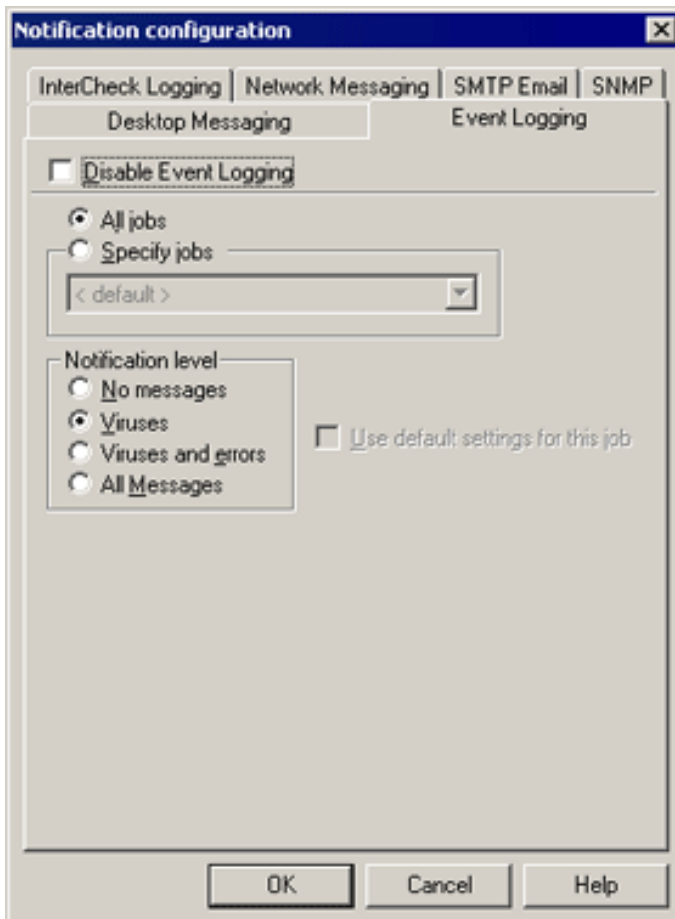 Notification configuration
InterCheck Logging Network Messaging SMTP Email SNMP
Desktop Messaging Event Logging
Disable Event Logging
All jobs
Specify jobs
< default >
Notification level
No messages
Viruses
Use default settings for this job
Viruses and errors
All Messages
OK Cancel Help